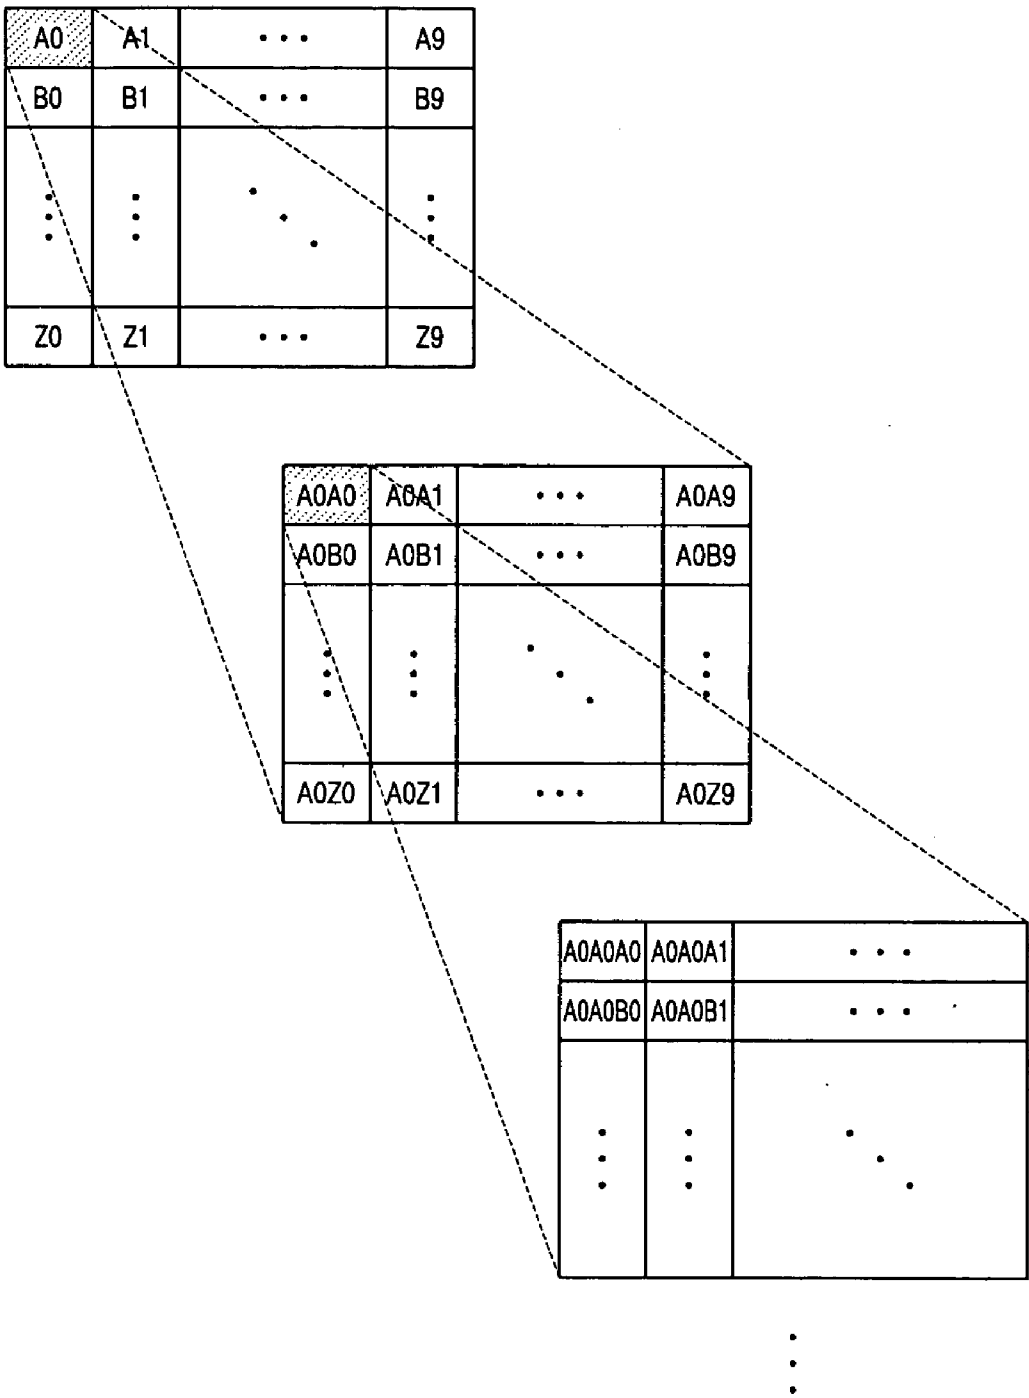 A0 A1 ... A9
B0 B1 ... B9
Z0 Z1 ... Z9
A0A0 A0A1 ... A0A9
A0B0 A0B1 ... A0B9
A0Z0 A0Z1 ... A0Z9
A0A0A0 A0A0A1 ...
A0A0B0 A0A0B1 ...